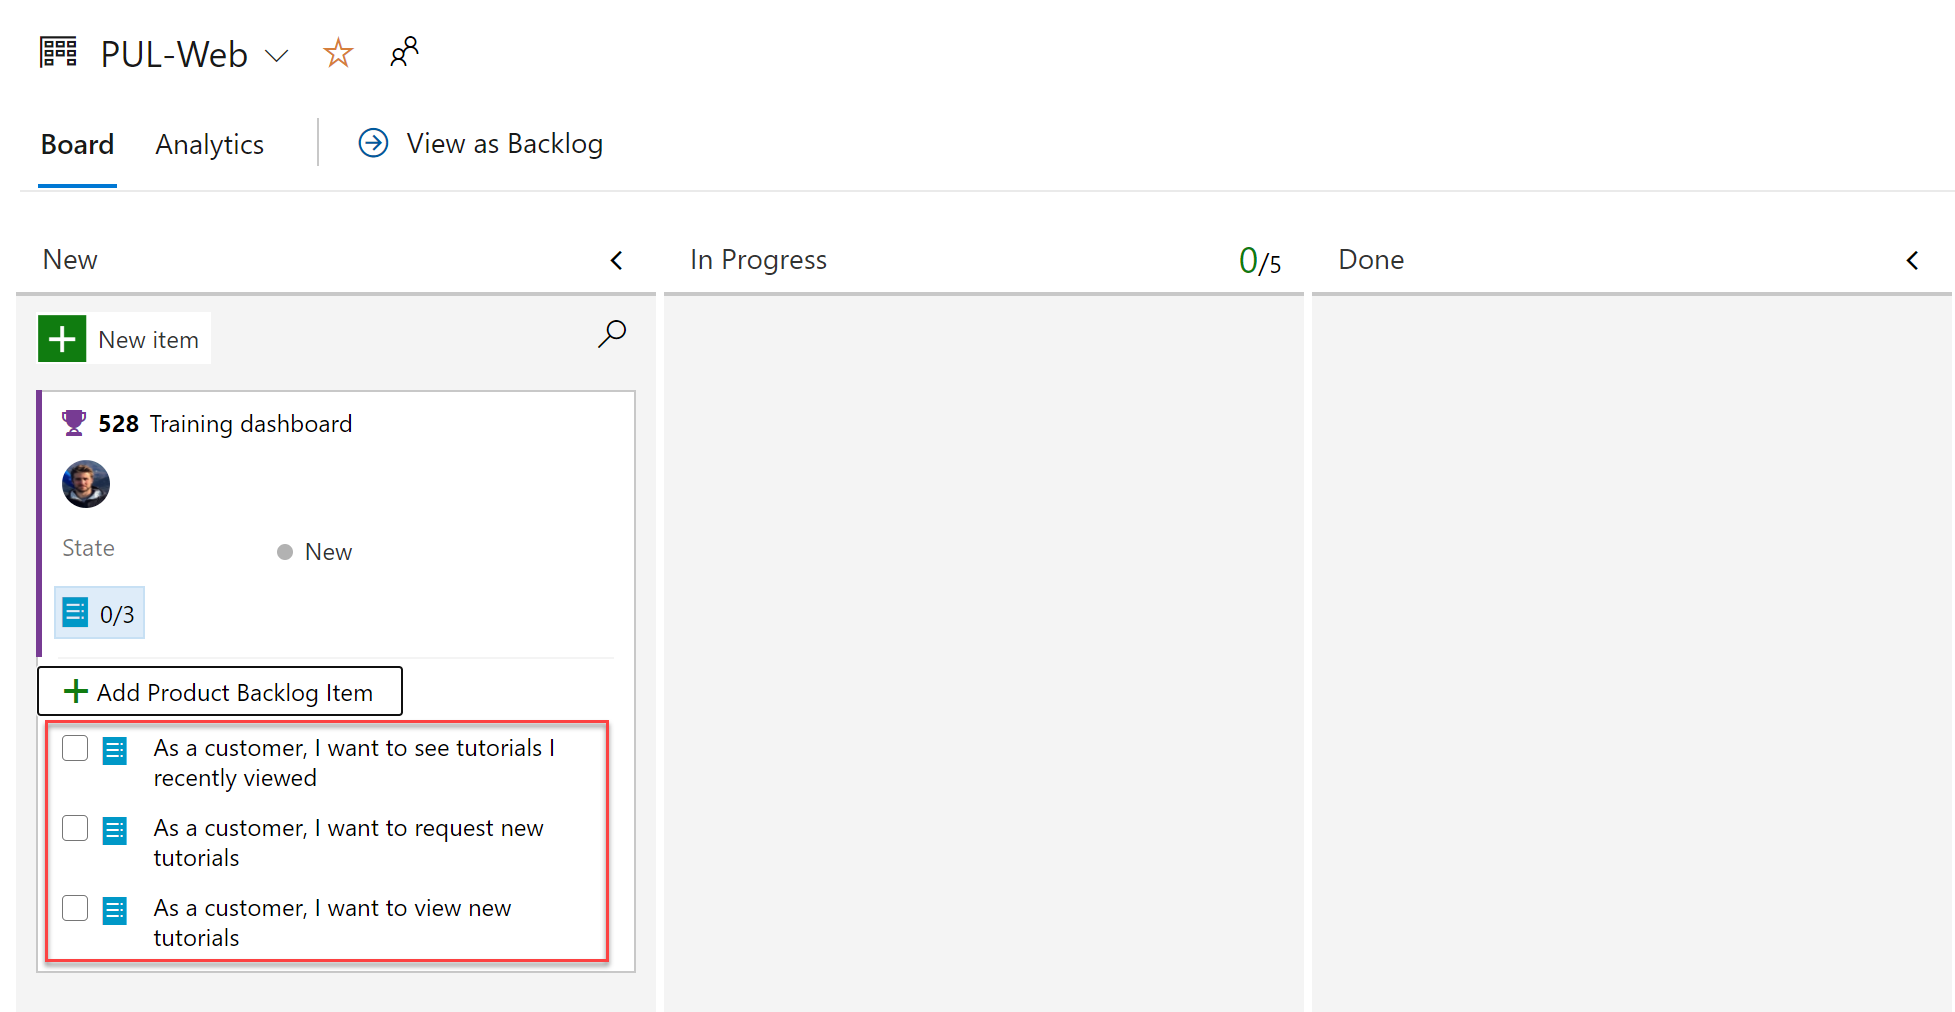 PUL-Web
Board Analytics View as Backlog
New In Progress 0/5 Done
New item
528 Training dashboard
State New
0/3
Add Product Backlog Item
As a customer, I want to see tutorials I
recently viewed
As a customer, I want to request new
tutorials
As a customer, I want to view new
tutorials